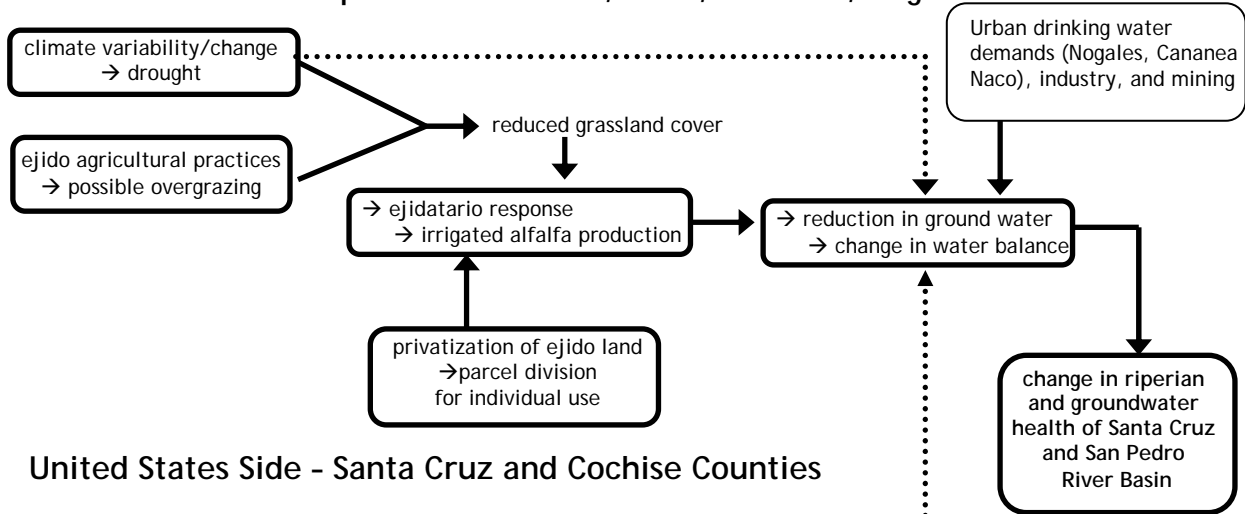 climate variability/change
→ drought
Urban drinking water
demands (Nogales, Cananea
Naco), industry, and mining
reduced grassland cover
ejido agricultural practices
→ possible overgrazing
→ ejidatario response
→ irrigated alfalfa production
→ reduction in ground water
→ change in water balance
privatization of ejido land
→parcel division
for individual use
change in riperian
and groundwater
health of Santa Cruz
and San Pedro
River Basin
United States Side - Santa Cruz and Cochise Counties